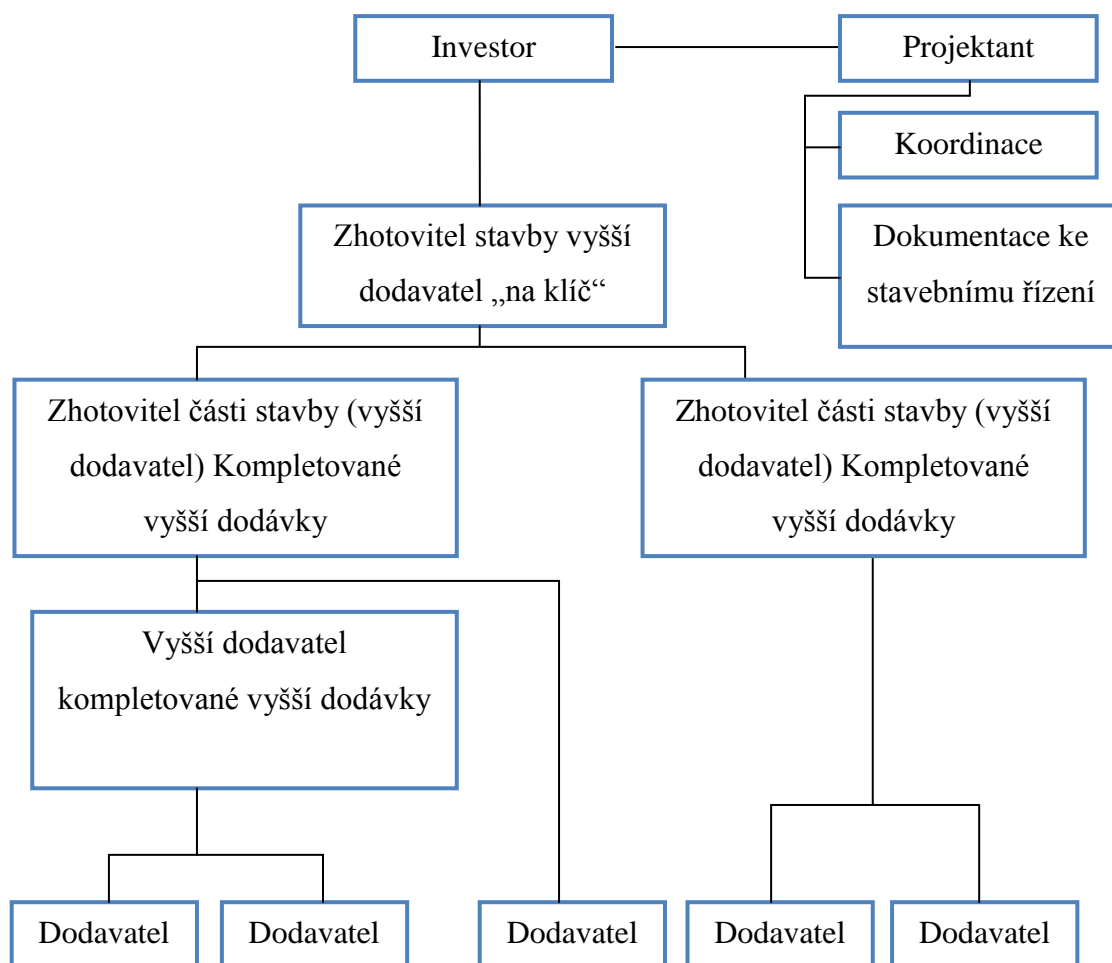 Investor
Projektant
Koordinace
Dokumentace ke
stavebnímu řízení
Zhotovitel stavby vyšší
dodavatel „na klíč“
Zhotovitel části stavby (vyšší
dodavatel) Kompletované
vyšší dodávky
Zhotovitel části stavby (vyšší
dodavatel) Kompletované
vyšší dodávky
Vyšší dodavatel
kompletované vyšší dodávky
Dodavatel
Dodavatel
Dodavatel
Dodavatel
Dodavatel